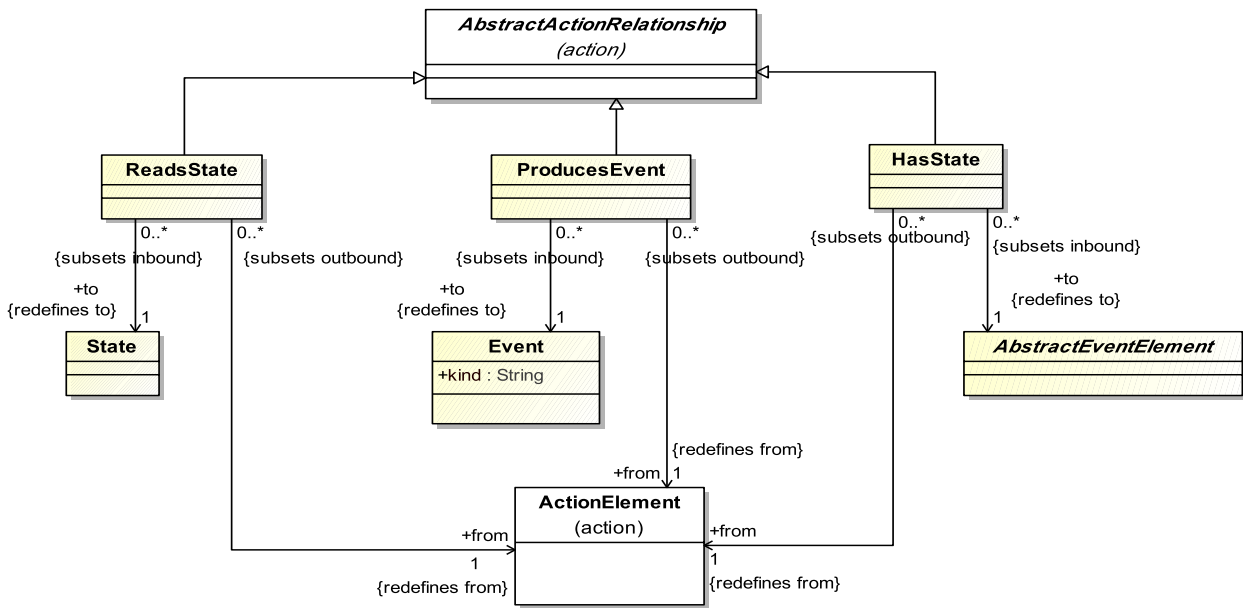 AbstractActionRelationship
(action)
ReadsState
ProducesEvent
HasState
0..*
0..*
0..*
0..*
0..*
0..*
{subsets inbound}
{subsets outbound}
{subsets inbound}
{subsets outbound}
{subsets outbound}
{subsets inbound}
+to
{redefines to}
1
+to
{redefines to}
1
+to
{redefines to}
1
State
Event
+kind : String
AbstractEventElement
{redefines from}
+from
1
ActionElement
(action)
+from
1
{redefines from}
+from
1
{redefines from}